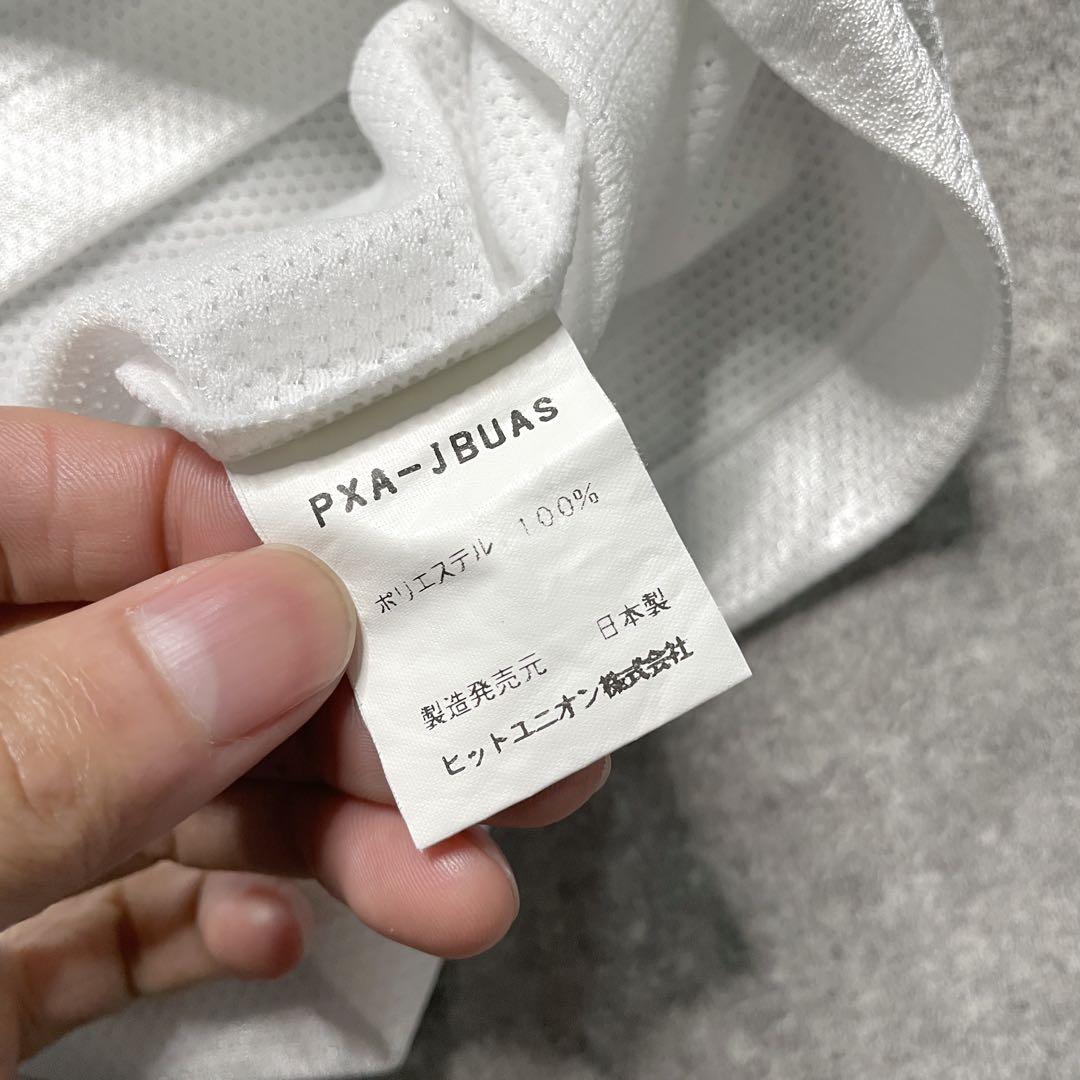 PXA-JBUAS
ポリエステル 100%
日本製
製造発売元
ヒットユニオン株式会社